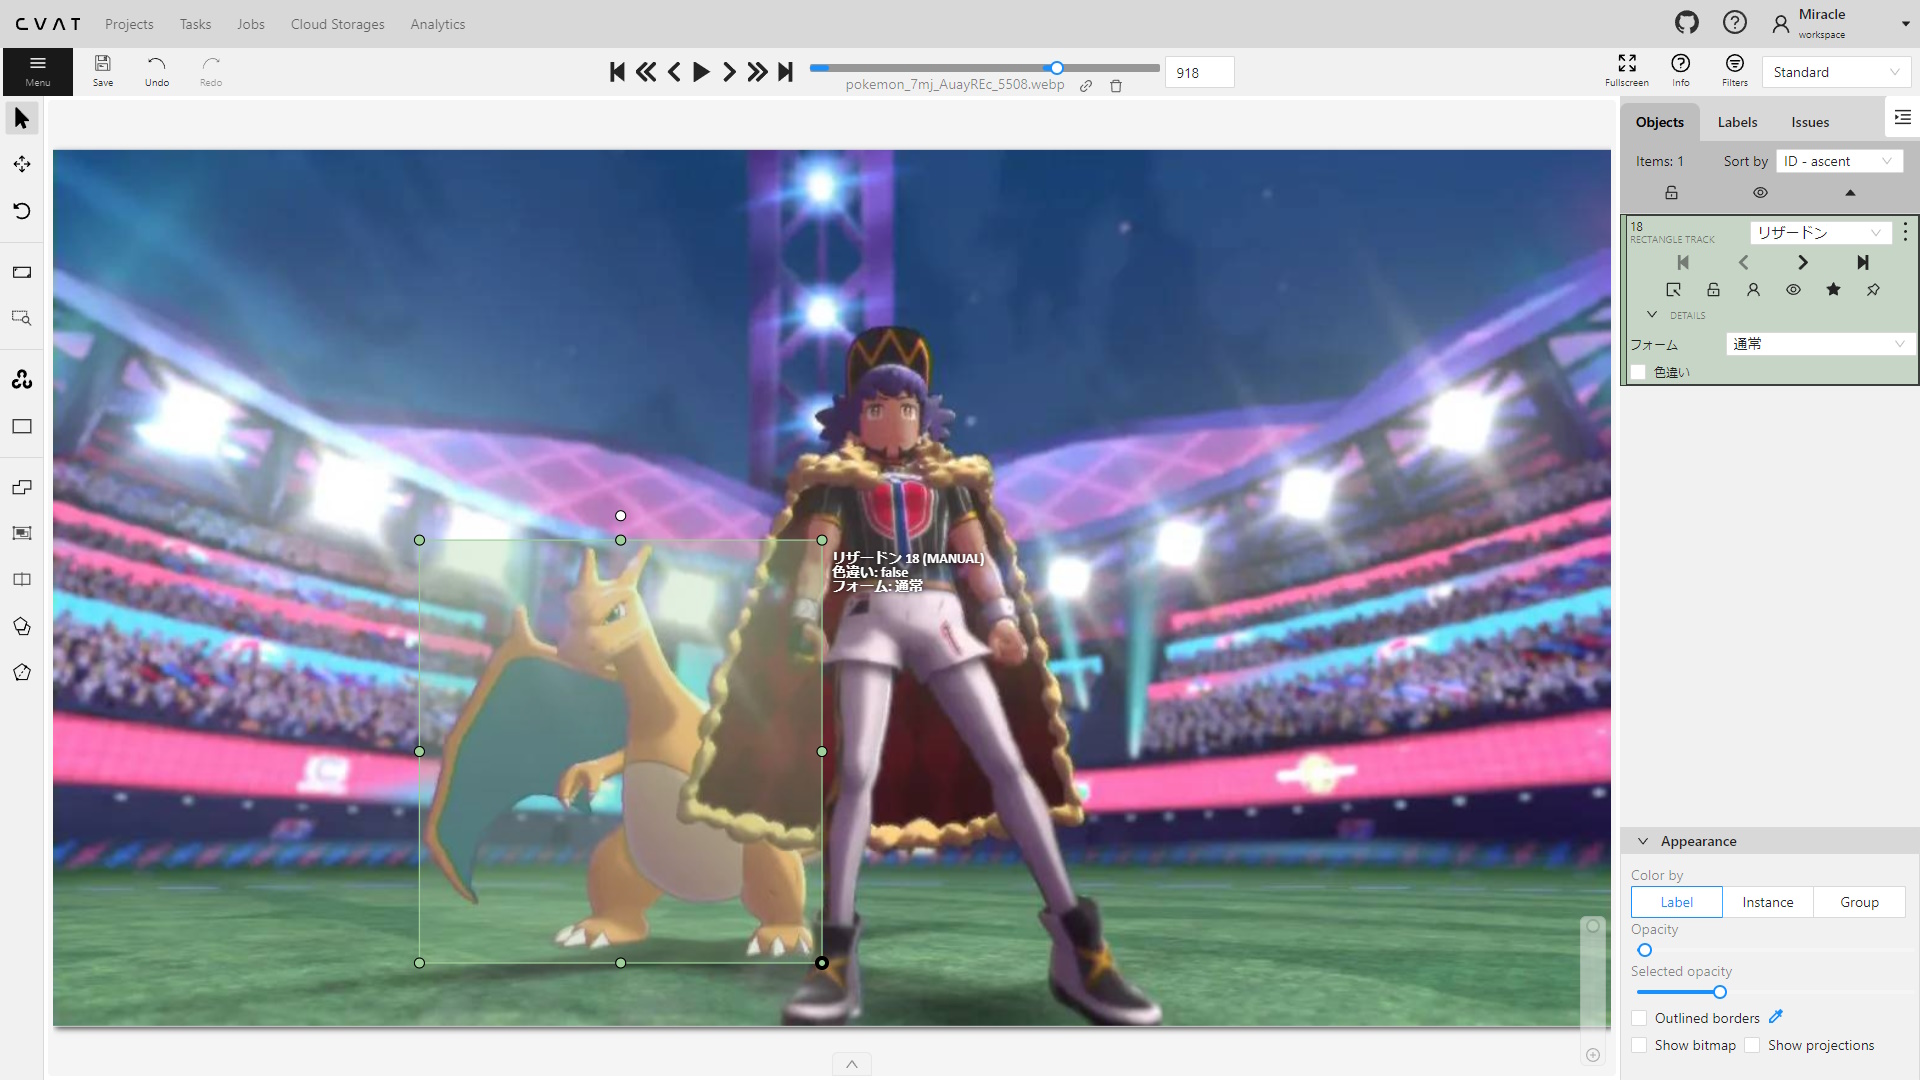 CVAT
Projects
Tasks
Jobs
Cloud Storages
Analytics
Miracle
workspace
Menu
Save
Undo
Redo
pokemon_7mj_AuayREc_5508.webp
918
Fullscreen
Info
Filters
Standard
Objects
Labels
Issues
Items: 1
Sort by
ID - ascent
18
RECTANGLE TRACK
リザードン
DETAILS
フォーム
通常
色違い
リザードン 18 (MANUAL)
色違い: false
フォーム: 通常
Appearance
Color by
Label
Instance
Group
Opacity
Selected opacity
Outlined borders
Show bitmap
Show projections